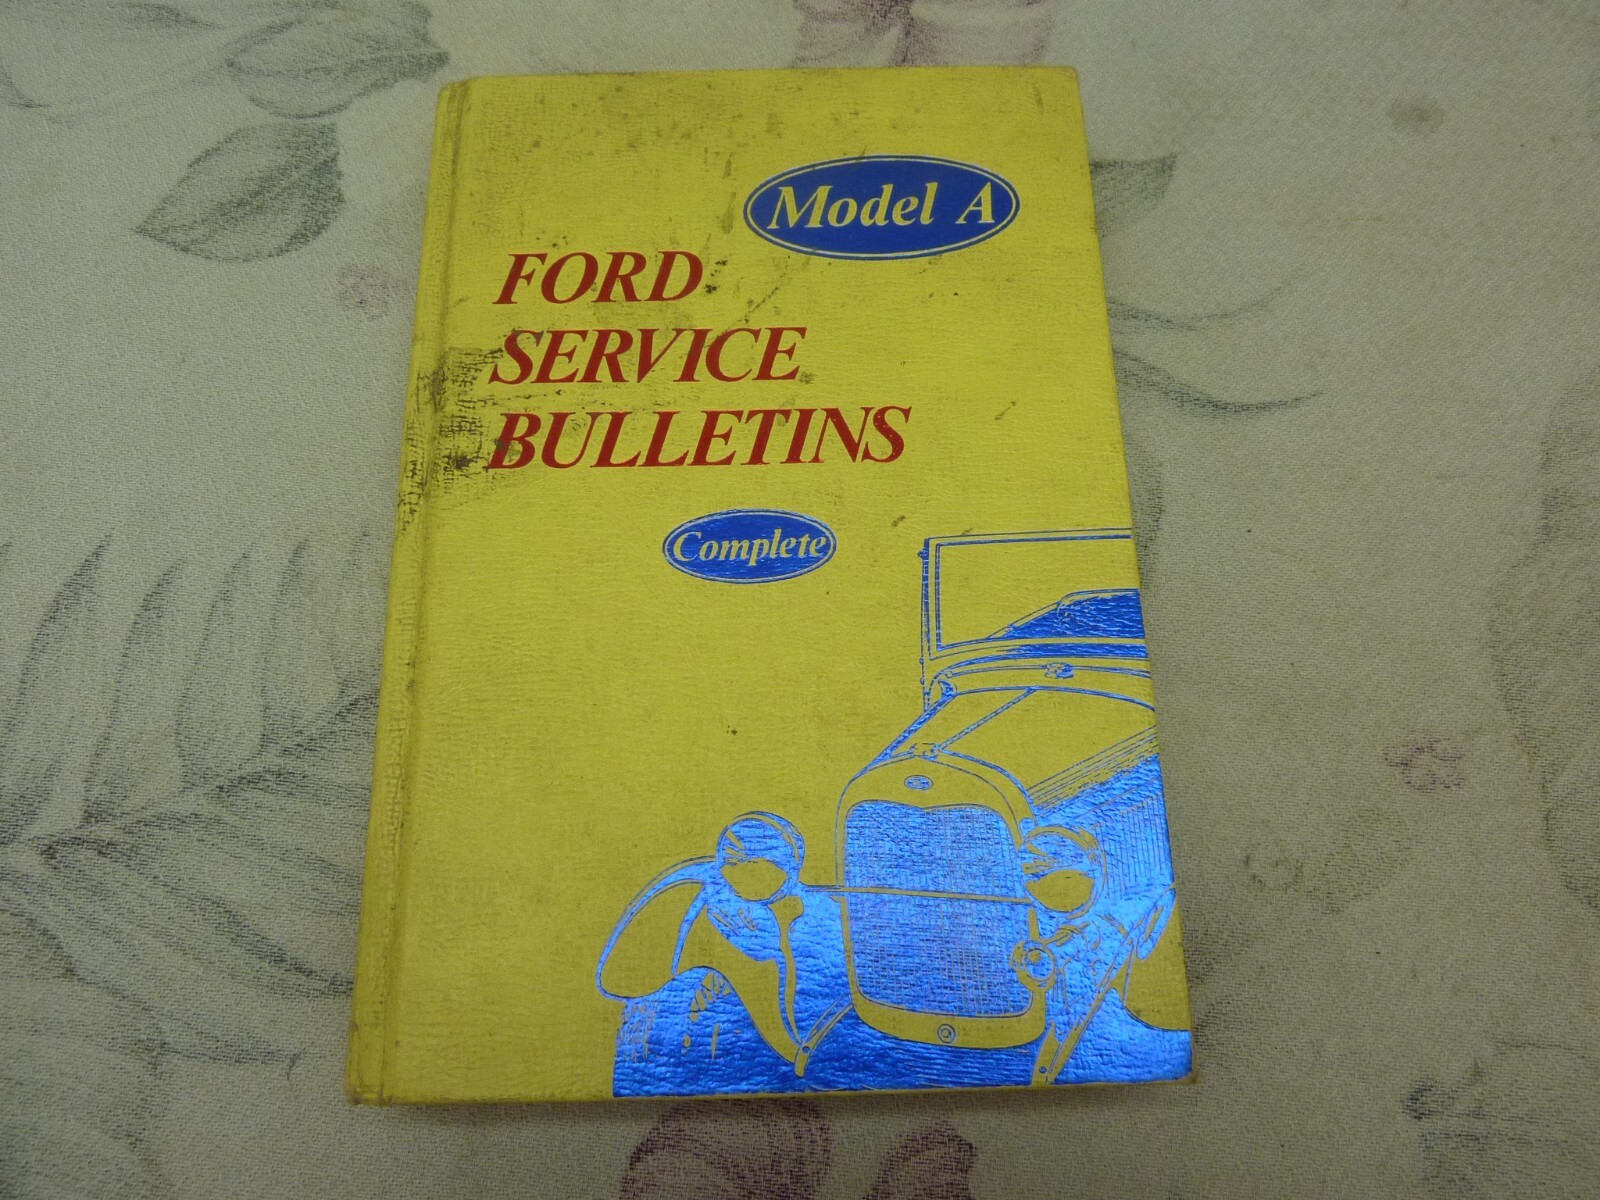 Model A
FORD
SERVICE
BULLETINS
Complete